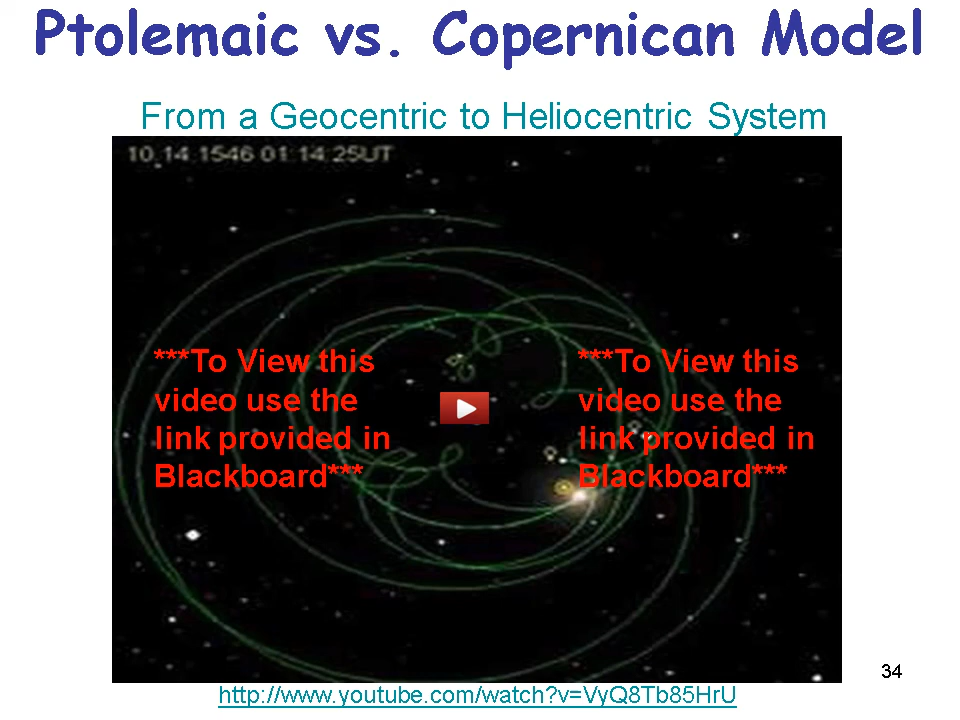 Ptolemaic vs. Copernican Model
From a Geocentric to Heliocentric System
10 14 1546 01 14 25UT
***To View this
video use the
link provided in
Blackboard***
***To View this
video use the
link provided in
Blackboard***
34
http://www.youtube.com/watch?v=VyQ8Tb85HrU